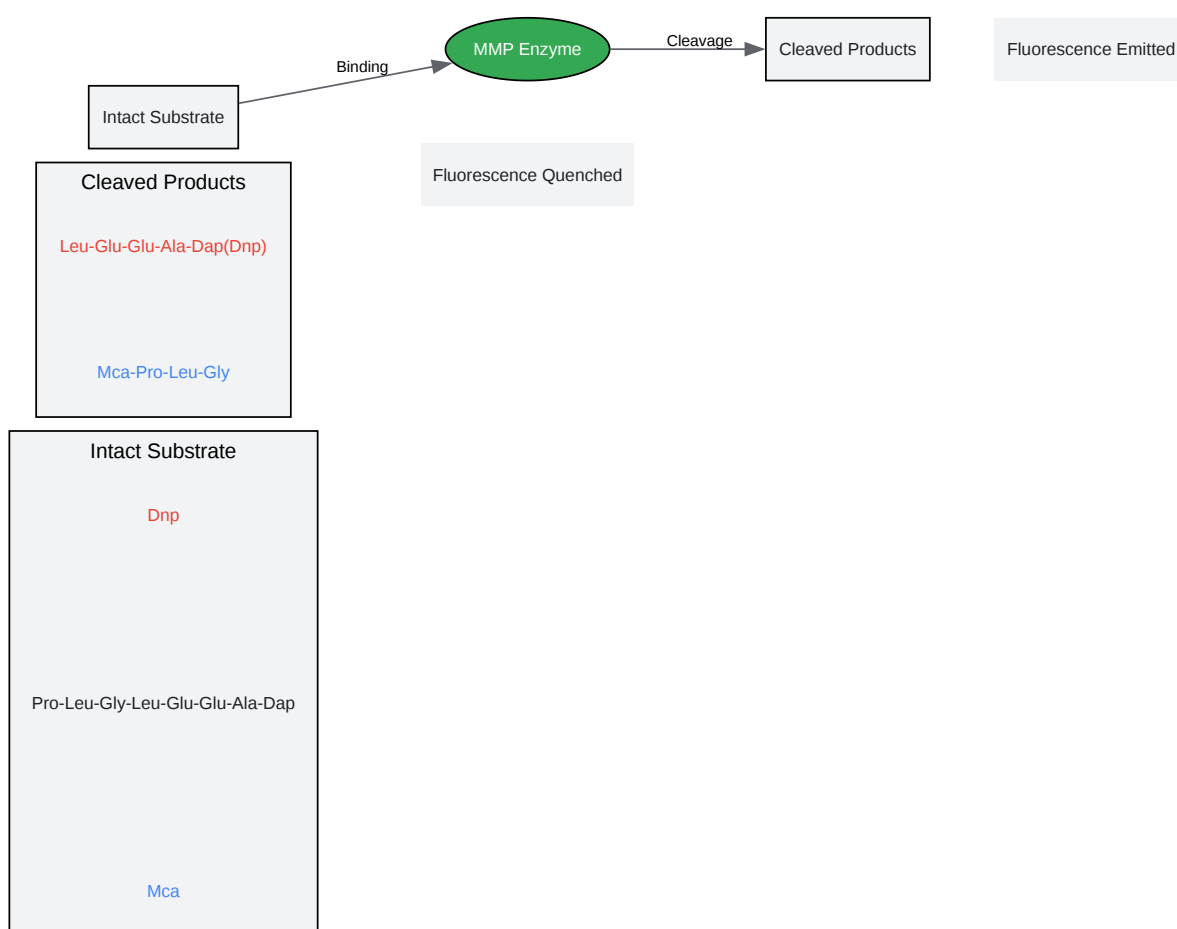 MMP Enzyme
Cleavage
Cleaved Products
Fluorescence Emitted
Binding
Intact Substrate
Fluorescence Quenched
Cleaved Products
Leu-Glu-Glu-Ala-Dap(Dnp)
Mca-Pro-Leu-Gly
Intact Substrate
Dnp
Pro-Leu-Gly-Leu-Glu-Glu-Ala-Dap
Mca